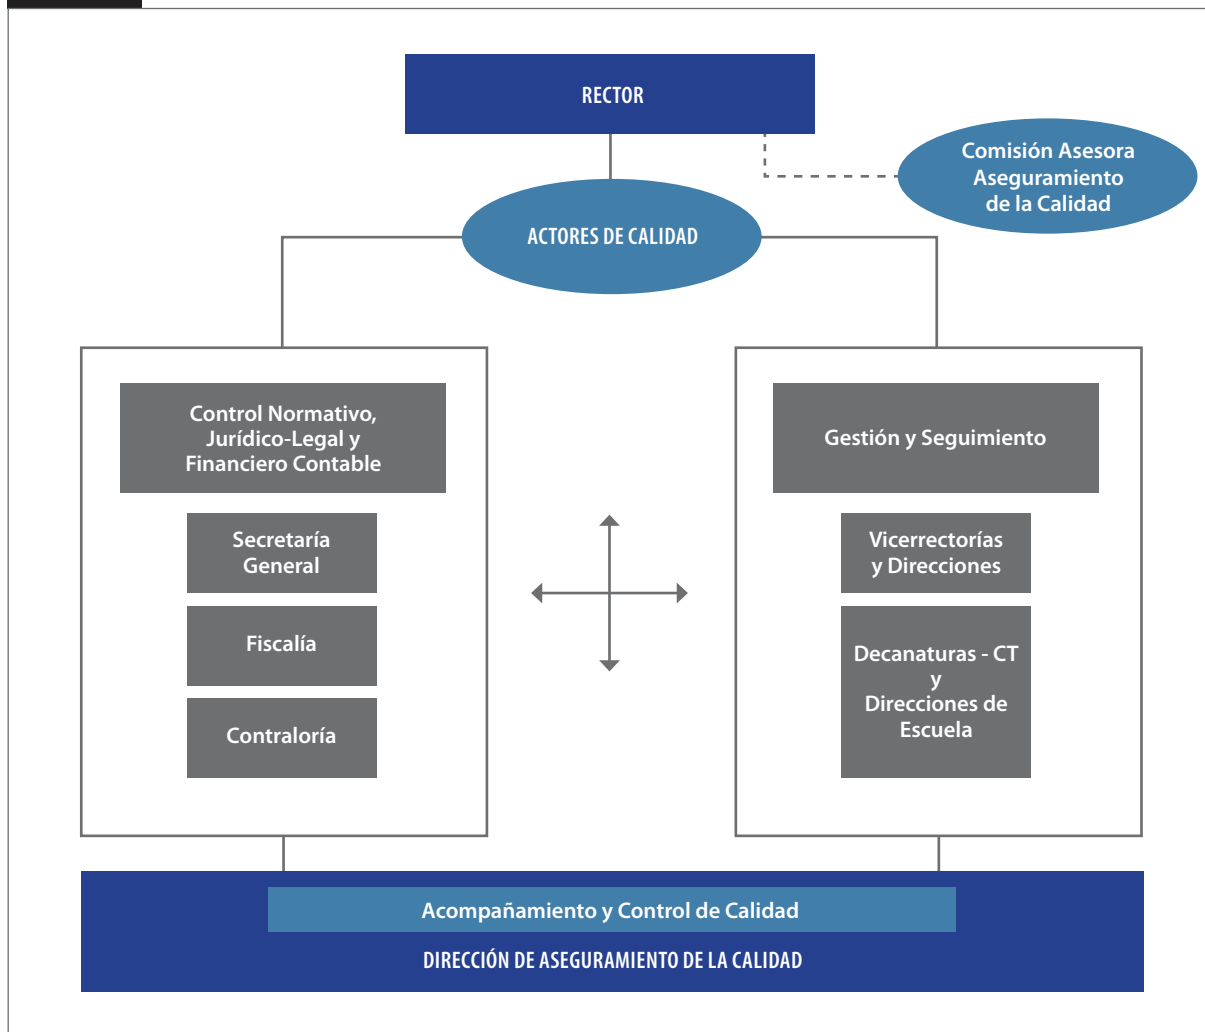 RECTOR
Comisión Asesora
Aseguramiento
de la Calidad
ACTORES DE CALIDAD
Control Normativo,
Jurídico-Legal y
Financiero Contable
Secretaría
General
Fiscalía
Contraloría
Gestión y Seguimiento
Vicerrectorías
y Direcciones
Decanaturas - CT
y
Direcciones de
Escuela
Acompañamiento y Control de Calidad
DIRECCIÓN DE ASEGURAMIENTO DE LA CALIDAD